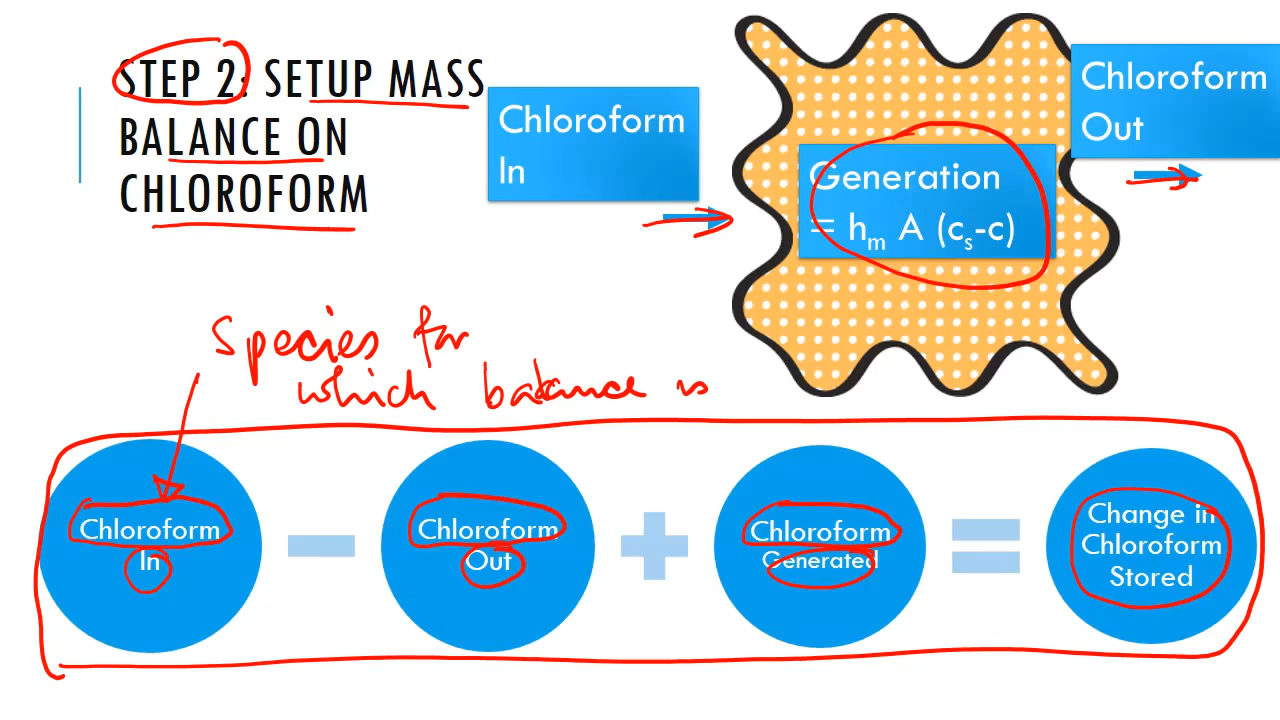 STEP 2: SETUP MASS
BALANCE ON
CHLOROFORM
Chloroform
In
Generation
= hm A (cs-c)
Chloroform
Out
Species for
which balance is
Chloroform
In
Chloroform
Out
Chloroform
Generated
Change in
Chloroform
Stored